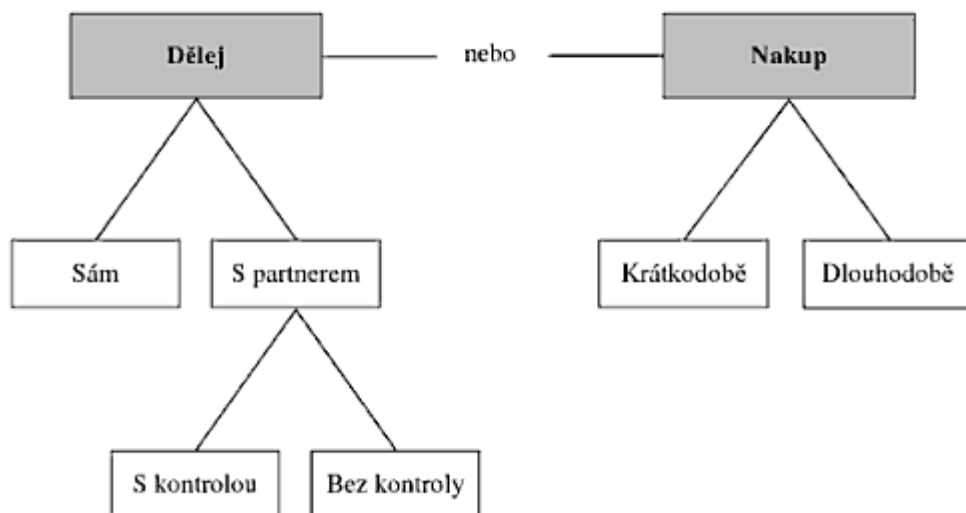 Dělej
nebo
Nakup
Sám
S partnerem
Krátkodobě
Dlouhodobě
S kontrolou
Bez kontroly